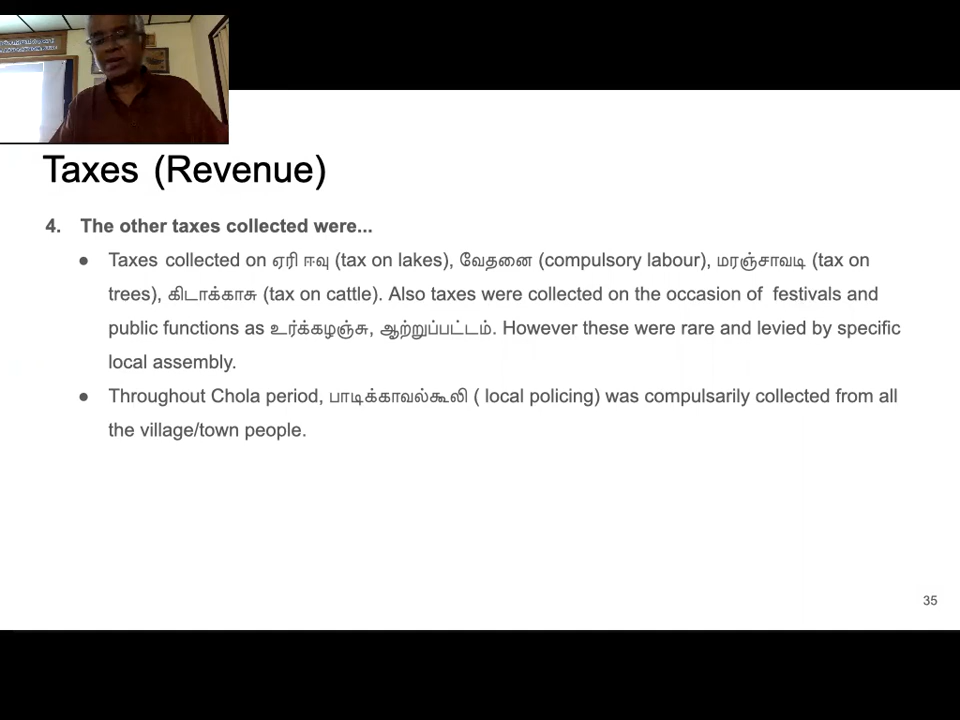 Taxes (Revenue)
4. The other taxes collected were...
● Taxes collected on ஏரி ஈவு (tax on lakes), வேதனை (compulsory labour), மரஞ்சாவடி (tax on
trees), கிடாக்காசு (tax on cattle). Also taxes were collected on the occasion of festivals and
public functions as உர்க்கழஞ்சு, ஆற்றுப்பட்டம். However these were rare and levied by specific
local assembly.
● Throughout Chola period, பாடிக்காவல்கூலி ( local policing) was compulsarily collected from all
the village/town people.
35